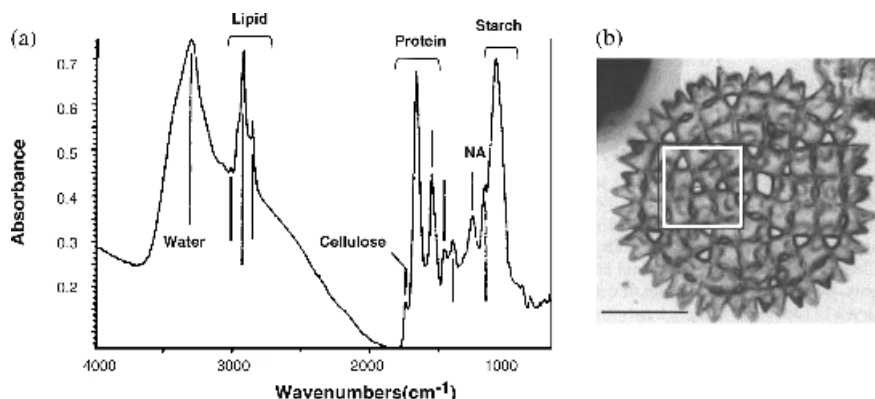 (a)
Lipid
Protein
Starch
(b)
0.7
0.6
0.5
0.4
0.3
0.2
Absorbance
Water
Cellulose
NA
4000
3000
2000
1000
Wavenumbers(cm-1)